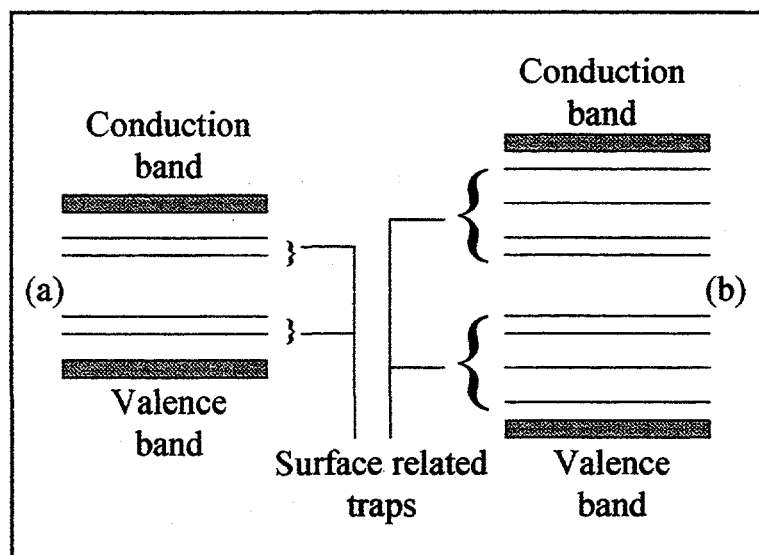 Conduction
band
Conduction
band
(a)
(b)
Valence
band
Surface related
traps
Valence
band